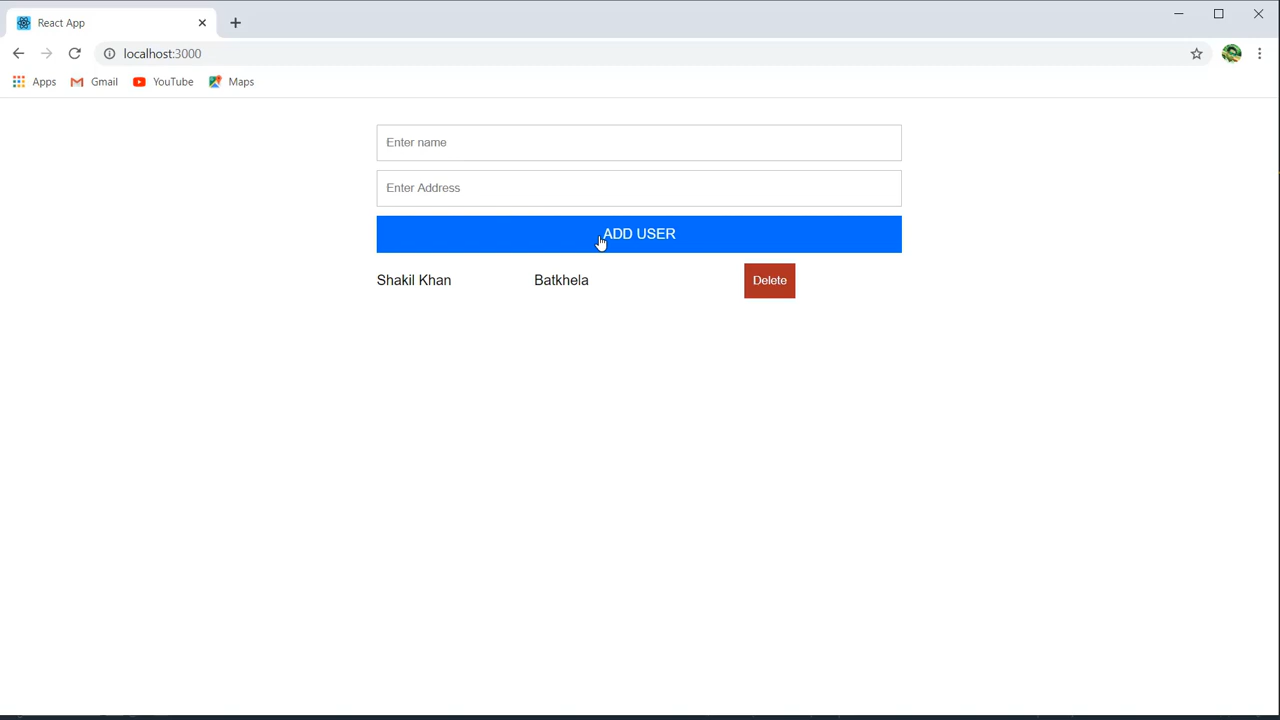 React App
localhost:3000
Apps Gmail YouTube Maps
Enter name
Enter Address
ADD USER
Shakil Khan Batkhela Delete